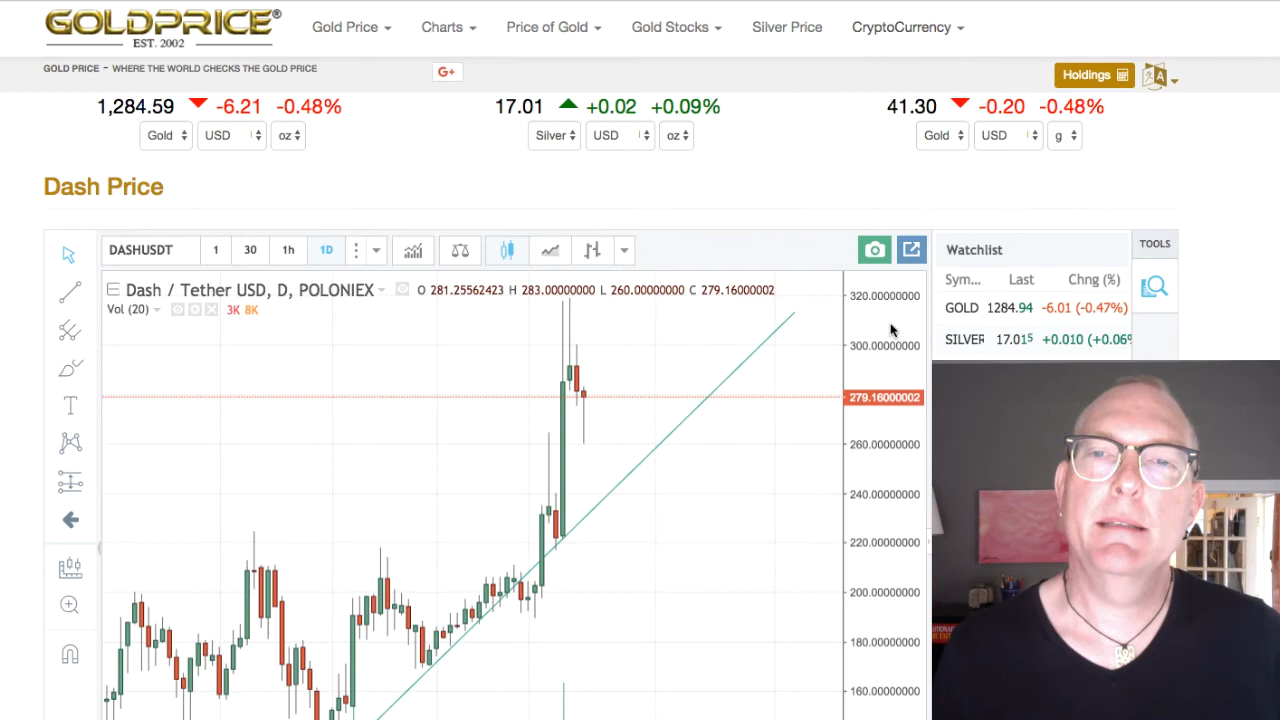 GOLDPRICE®
EST. 2002
Gold Price
Charts
Price of Gold
Gold Stocks
Silver Price
CryptoCurrency
GOLD PRICE - WHERE THE WORLD CHECKS THE GOLD PRICE
G+
Holdings
A
1,284.59 -6.21 -0.48%
Gold USD oz
17.01 +0.02 +0.09%
Silver USD oz
41.30 -0.20 -0.48%
Gold USD g
Dash Price
DASHUSDT 1 30 1h 1D
Dash / Tether USD, D, POLONIEX O 281.25562423 H 283.00000000 L 260.00000000 C 279.16000002
Vol (20) 3K 8K
T
320.00000000
300.00000000
279.16000002
260.00000000
240.00000000
220.00000000
200.00000000
180.00000000
160.00000000
Watchlist
Sym... Last Chng (%)
GOLD 1284.94 -6.01 (-0.47%)
SILVER 17.015 +0.010 (+0.06%
TOOLS